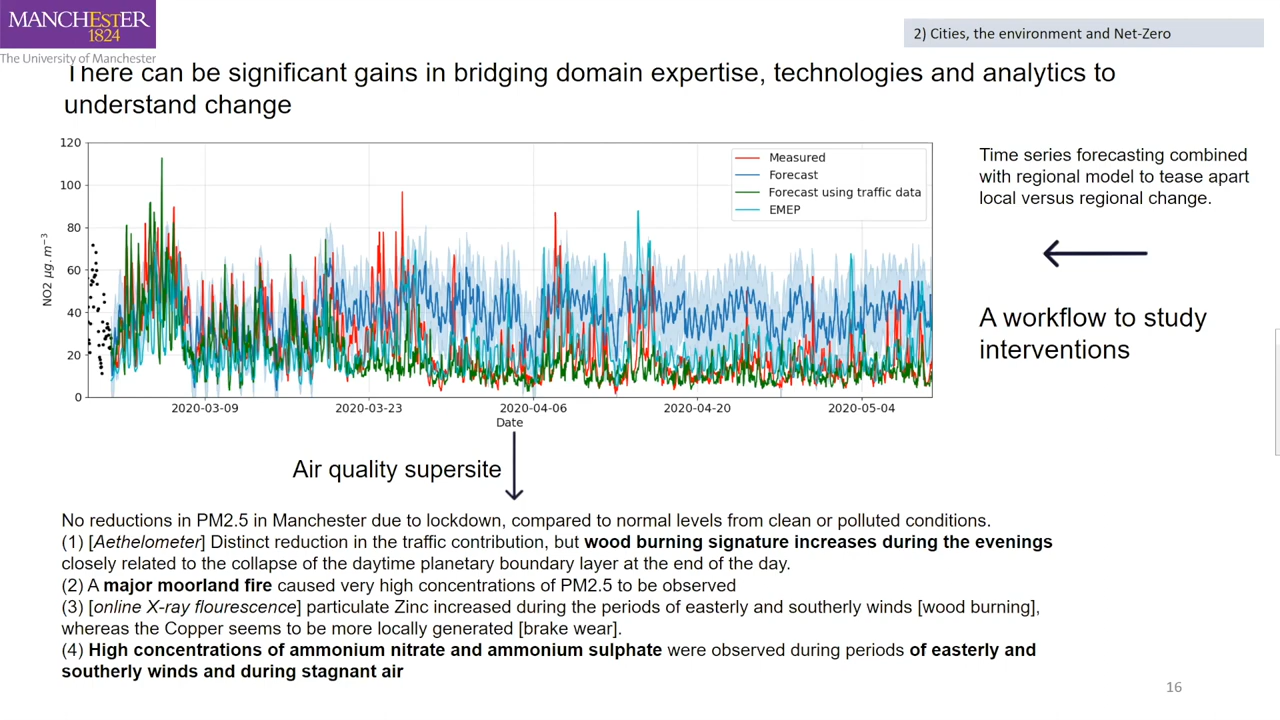 MANCHESTER
1824
The University of Manchester
2) Cities, the environment and Net-Zero
There can be significant gains in bridging domain expertise, technologies and analytics to
understand change
120
100
80
60
40
20
0
NO2 μg. m⁻³
Measured
Forecast
Forecast using traffic data
EMEP
2020-03-09
2020-03-23
2020-04-06
2020-04-20
2020-05-04
Date
Time series forecasting combined
with regional model to tease apart
local versus regional change.
A workflow to study
interventions
Air quality supersite
No reductions in PM2.5 in Manchester due to lockdown, compared to normal levels from clean or polluted conditions.
(1) [Aethelometer] Distinct reduction in the traffic contribution, but wood burning signature increases during the evenings
closely related to the collapse of the daytime planetary boundary layer at the end of the day.
(2) A major moorland fire caused very high concentrations of PM2.5 to be observed
(3) [online X-ray flourescence] particulate Zinc increased during the periods of easterly and southerly winds [wood burning],
whereas the Copper seems to be more locally generated [brake wear].
(4) High concentrations of ammonium nitrate and ammonium sulphate were observed during periods of easterly and
southerly winds and during stagnant air
16